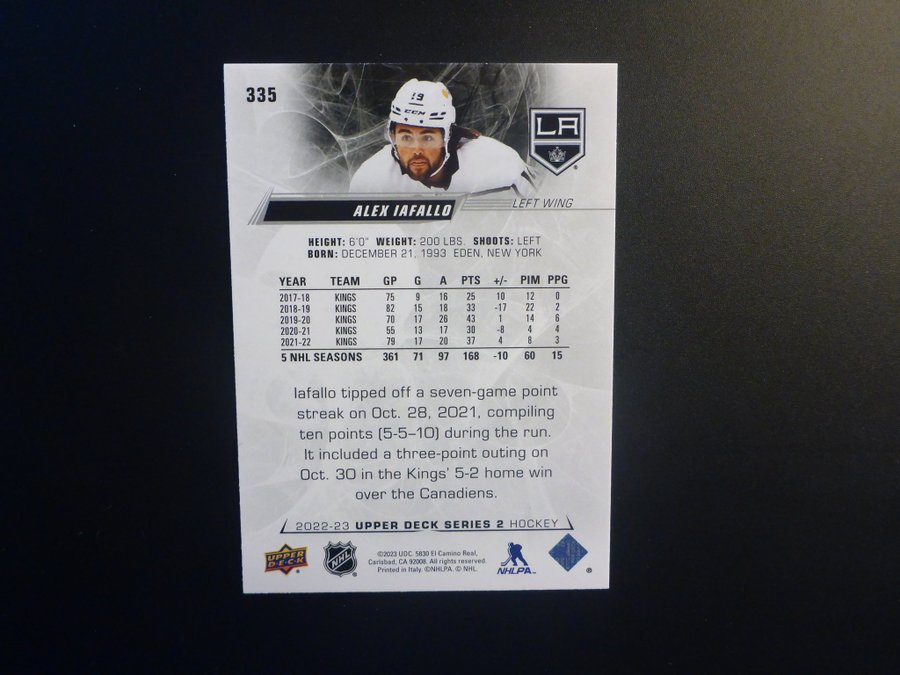 335
19
CCM
LA
ALEX IAFALLO
LEFT WING
HEIGHT: 6'0" WEIGHT: 200 LBS. SHOOTS: LEFT
BORN: DECEMBER 21, 1993 EDEN, NEW YORK
YEAR TEAM GP G A PTS +/- PIM PPG
2017-18 KINGS 75 9 16 25 10 12 0
2018-19 KINGS 82 15 18 33 -17 22 2
2019-20 KINGS 70 17 26 43 1 14 6
2020-21 KINGS 55 13 17 30 -8 4 4
2021-22 KINGS 79 17 20 37 4 8 3
5 NHL SEASONS 361 71 97 168 -10 60 15
Iafallo tipped off a seven-game point
streak on Oct. 28, 2021, compiling
ten points (5-5–10) during the run.
It included a three-point outing on
Oct. 30 in the Kings' 5-2 home win
over the Canadiens.
2022-23 UPPER DECK SERIES 2 HOCKEY
UPPER DECK
NHL
©2023 UDC. 5830 El Camino Real,
Carlsbad, CA 92008. All rights reserved.
Printed in Italy. ©NHLPA. © NHL.
NHLPA
®